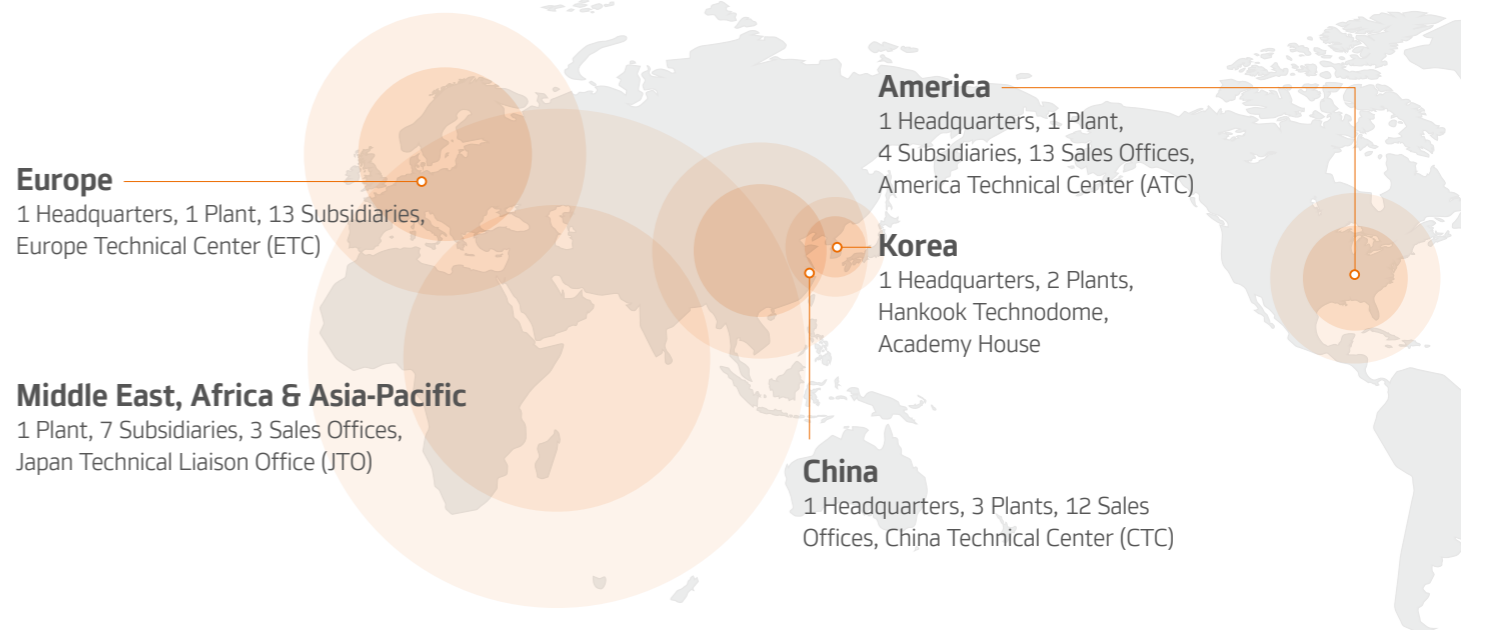 Europe
1 Headquarters, 1 Plant, 13 Subsidiaries,
Europe Technical Center (ETC)
Middle East, Africa & Asia-Pacific
1 Plant, 7 Subsidiaries, 3 Sales Offices,
Japan Technical Liaison Office (JTO)
America
1 Headquarters, 1 Plant,
4 Subsidiaries, 13 Sales Offices,
America Technical Center (ATC)
Korea
1 Headquarters, 2 Plants,
Hankook Technodome,
Academy House
China
1 Headquarters, 3 Plants, 12 Sales
Offices, China Technical Center (CTC)